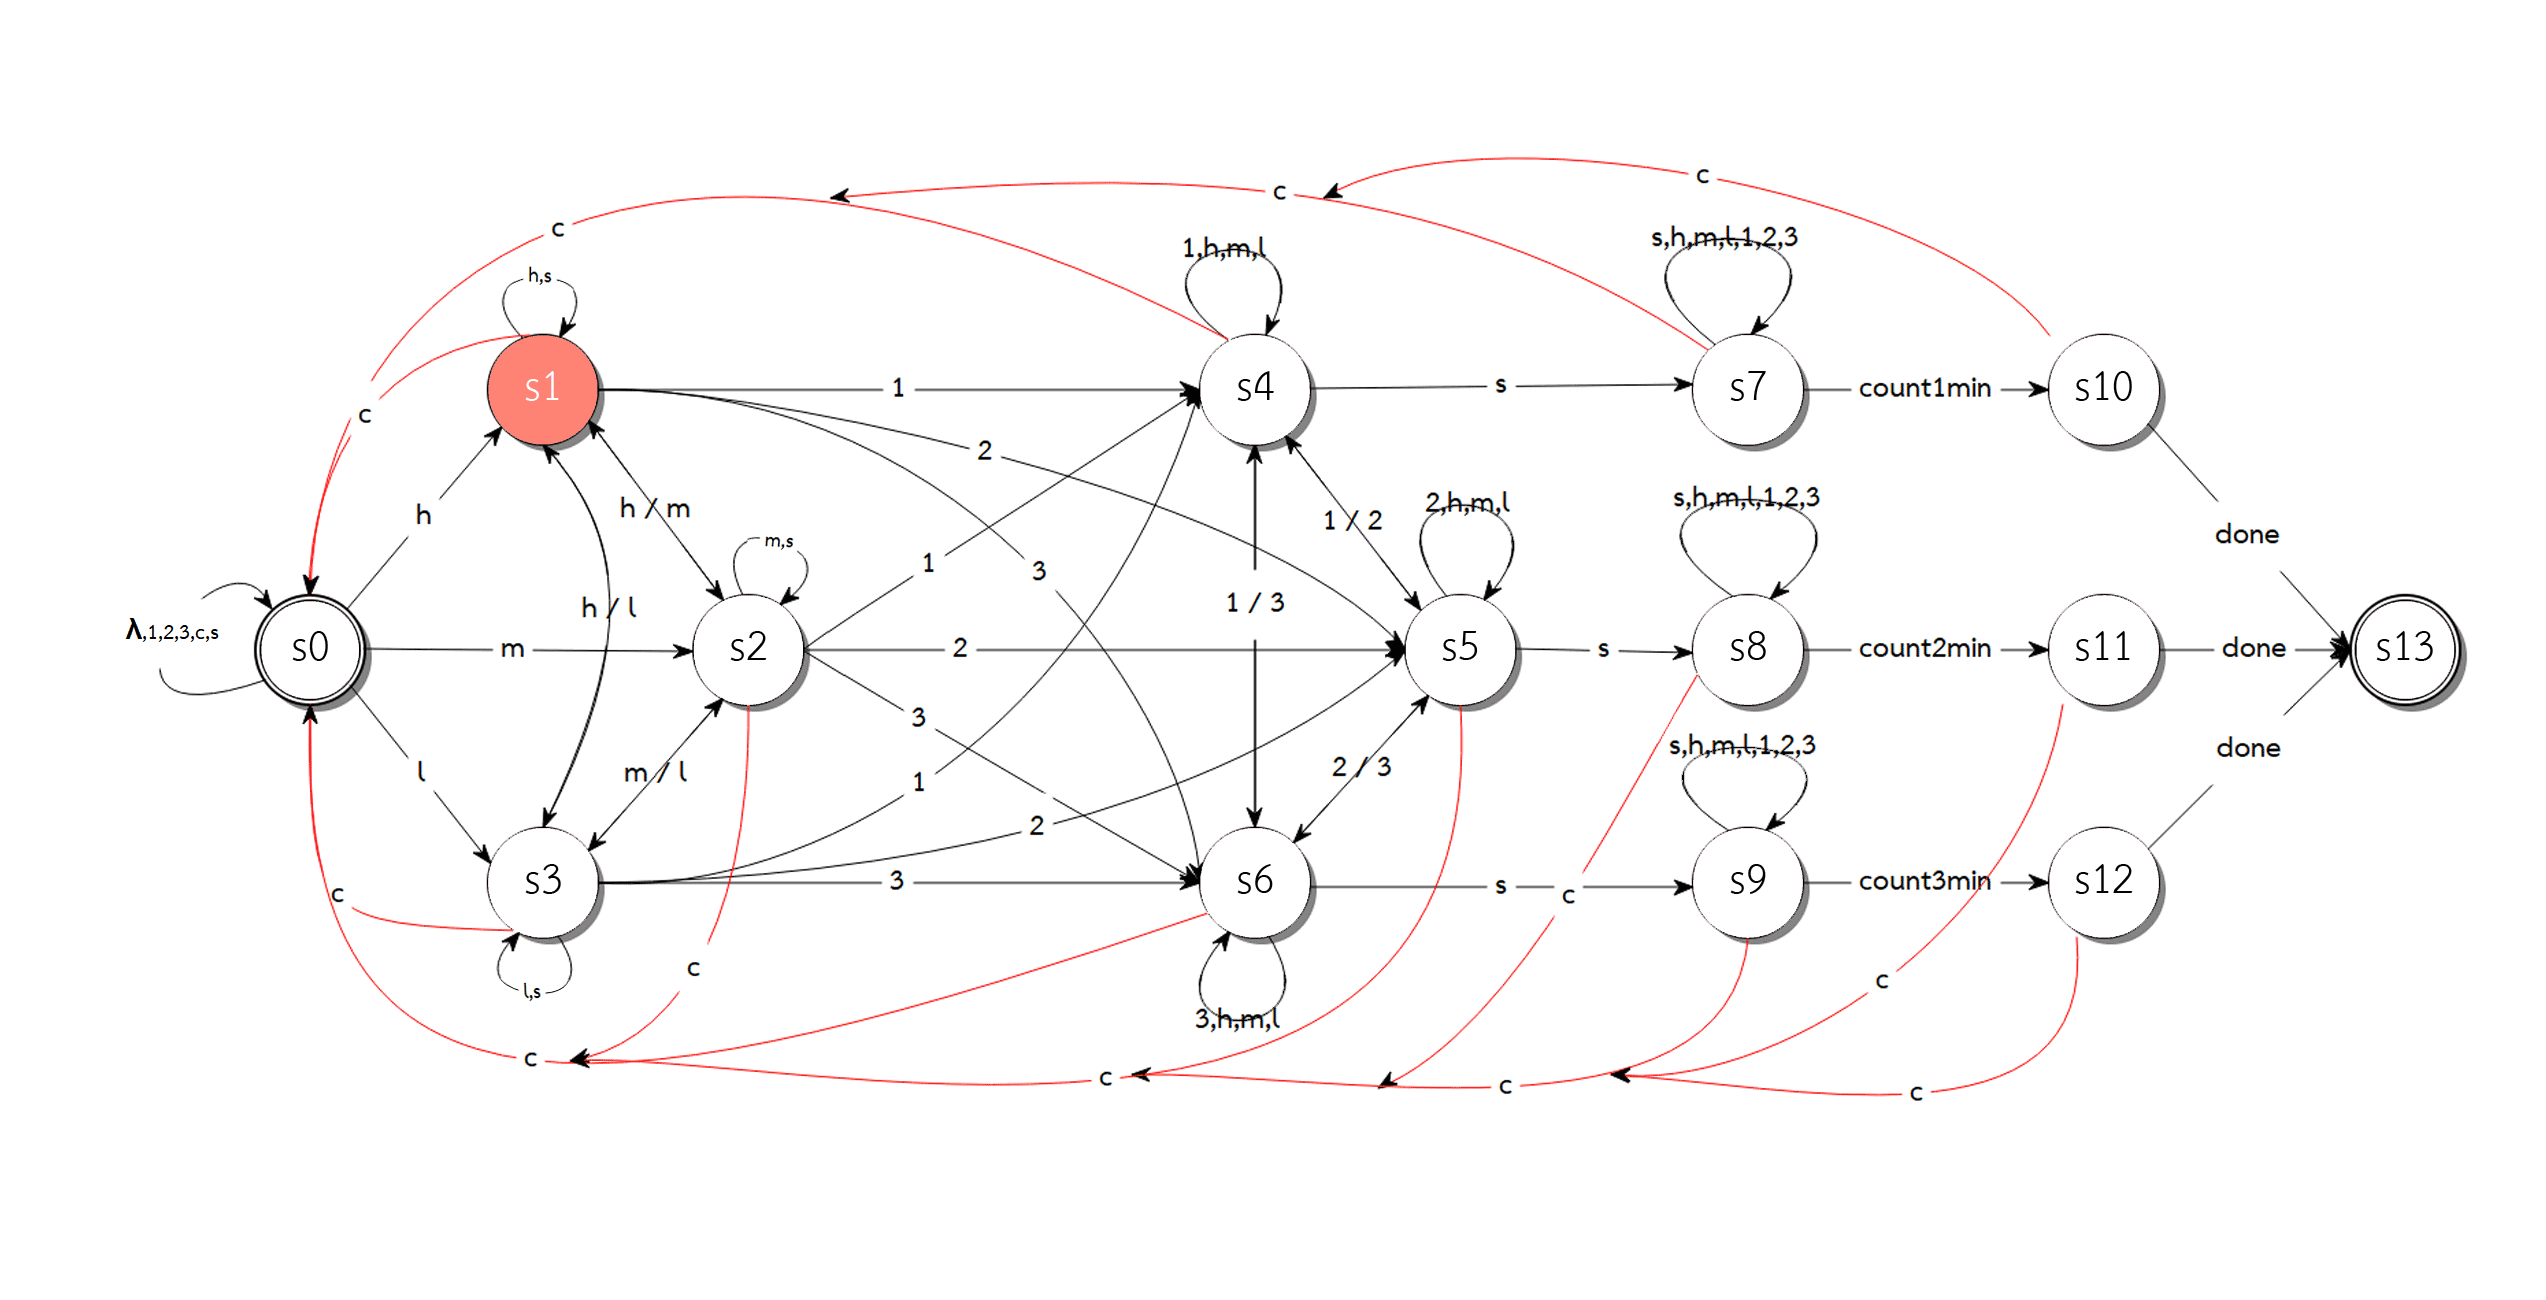 c
c
c
s,h,m,l,1,2,3
1,h,m,l
h,s
s1
1
s4
s
s7
count1min
s10
c
2
s,h,m,l,1,2,3
2,h,m,l
h
h / m
1 / 2
done
m,s
1
3
1 / 3
h / l
λ,1,2,3,c,s
s0
m
s2
2
s5
s
s8
count2min
s11
done
s13
3
s,h,m,l,1,2,3
done
l
m / l
2 / 3
1
2
c
s3
3
s6
s
c
s9
count3min
s12
c
c
l,s
3,h,m,l
c
c
c
c